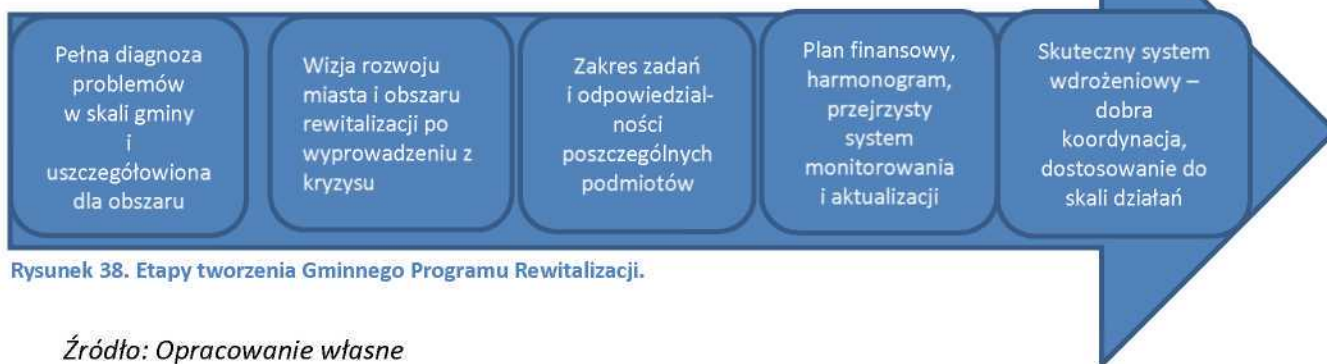 Pełna diagnoza
problemów
w skali gminy
i
uszczegółowiona
dla obszaru
Wizja rozwoju
miasta i obszaru
rewitalizacji po
wyprowadzeniu z
kryzysu
Zakres zadań
i odpowiedzial-
ności
poszczególnych
podmiotów
Plan finansowy,
harmonogram,
przejrzysty
system
monitorowania
i aktualizacji
Skuteczny system
wdrożeniowy –
dobra
koordynacja,
dostosowanie do
skali działań
Rysunek 38. Etapy tworzenia Gminnego Programu Rewitalizacji.
Źródło: Opracowanie własne